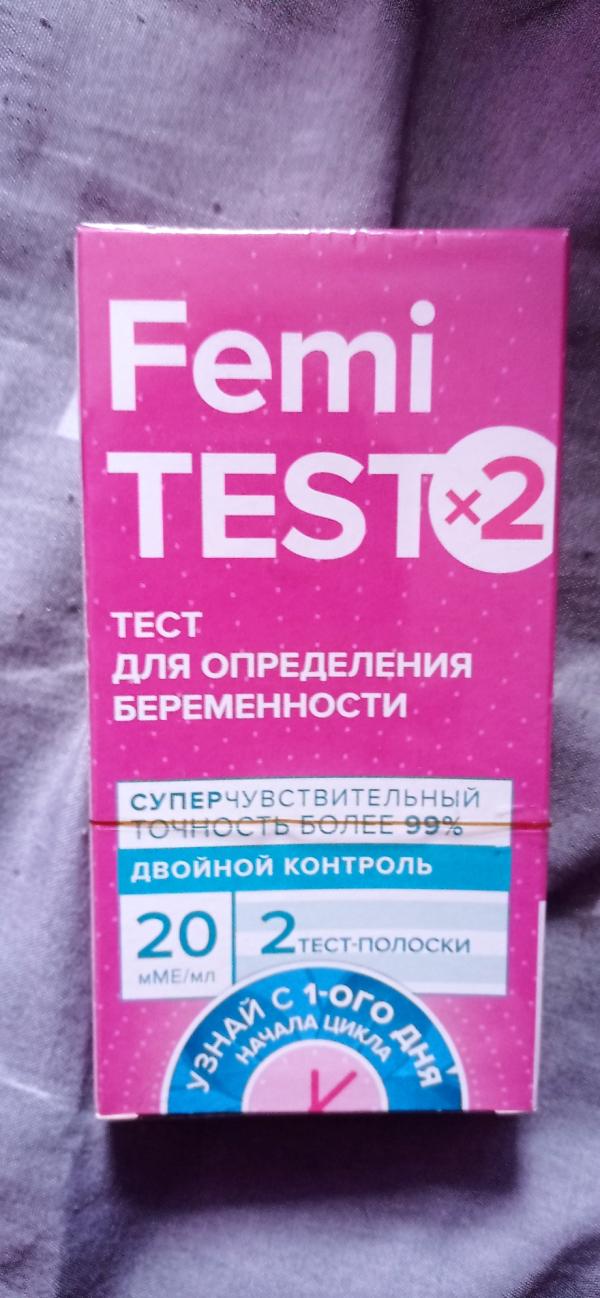 Femi
TEST ×2
ТЕСТ
ДЛЯ ОПРЕДЕЛЕНИЯ
БЕРЕМЕННОСТИ
СУПЕРЧУВСТВИТЕЛЬНЫЙ
ТОЧНОСТЬ БОЛЕЕ 99%
ДВОЙНОЙ КОНТРОЛЬ
20
мМЕ/мл
2 ТЕСТ-ПОЛОСКИ
УЗНАЙ С 1-ОГО ДНЯ
НАЧАЛА ЦИКЛА